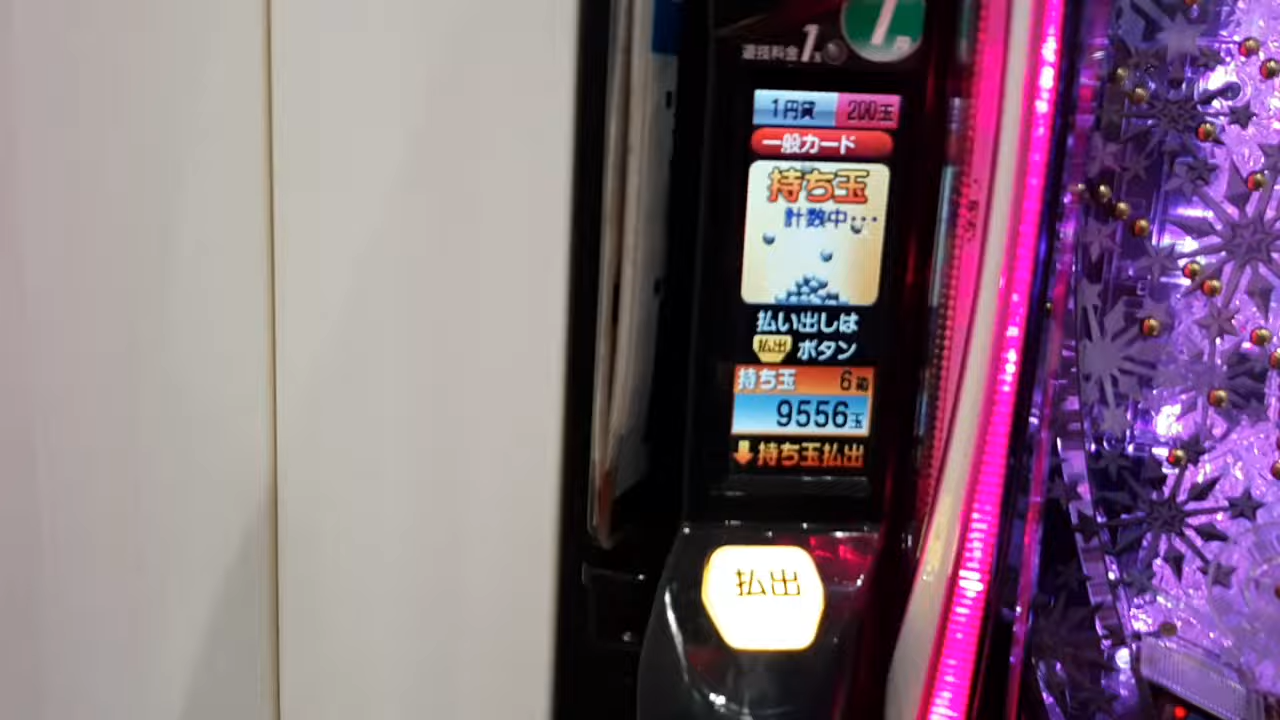 1
遊技料金1玉
1円貸 200玉
一般カード
持ち玉
計数中・・・
払い出しは
払出 ボタン
持ち玉 6箱
9556玉
持ち玉払出
払出